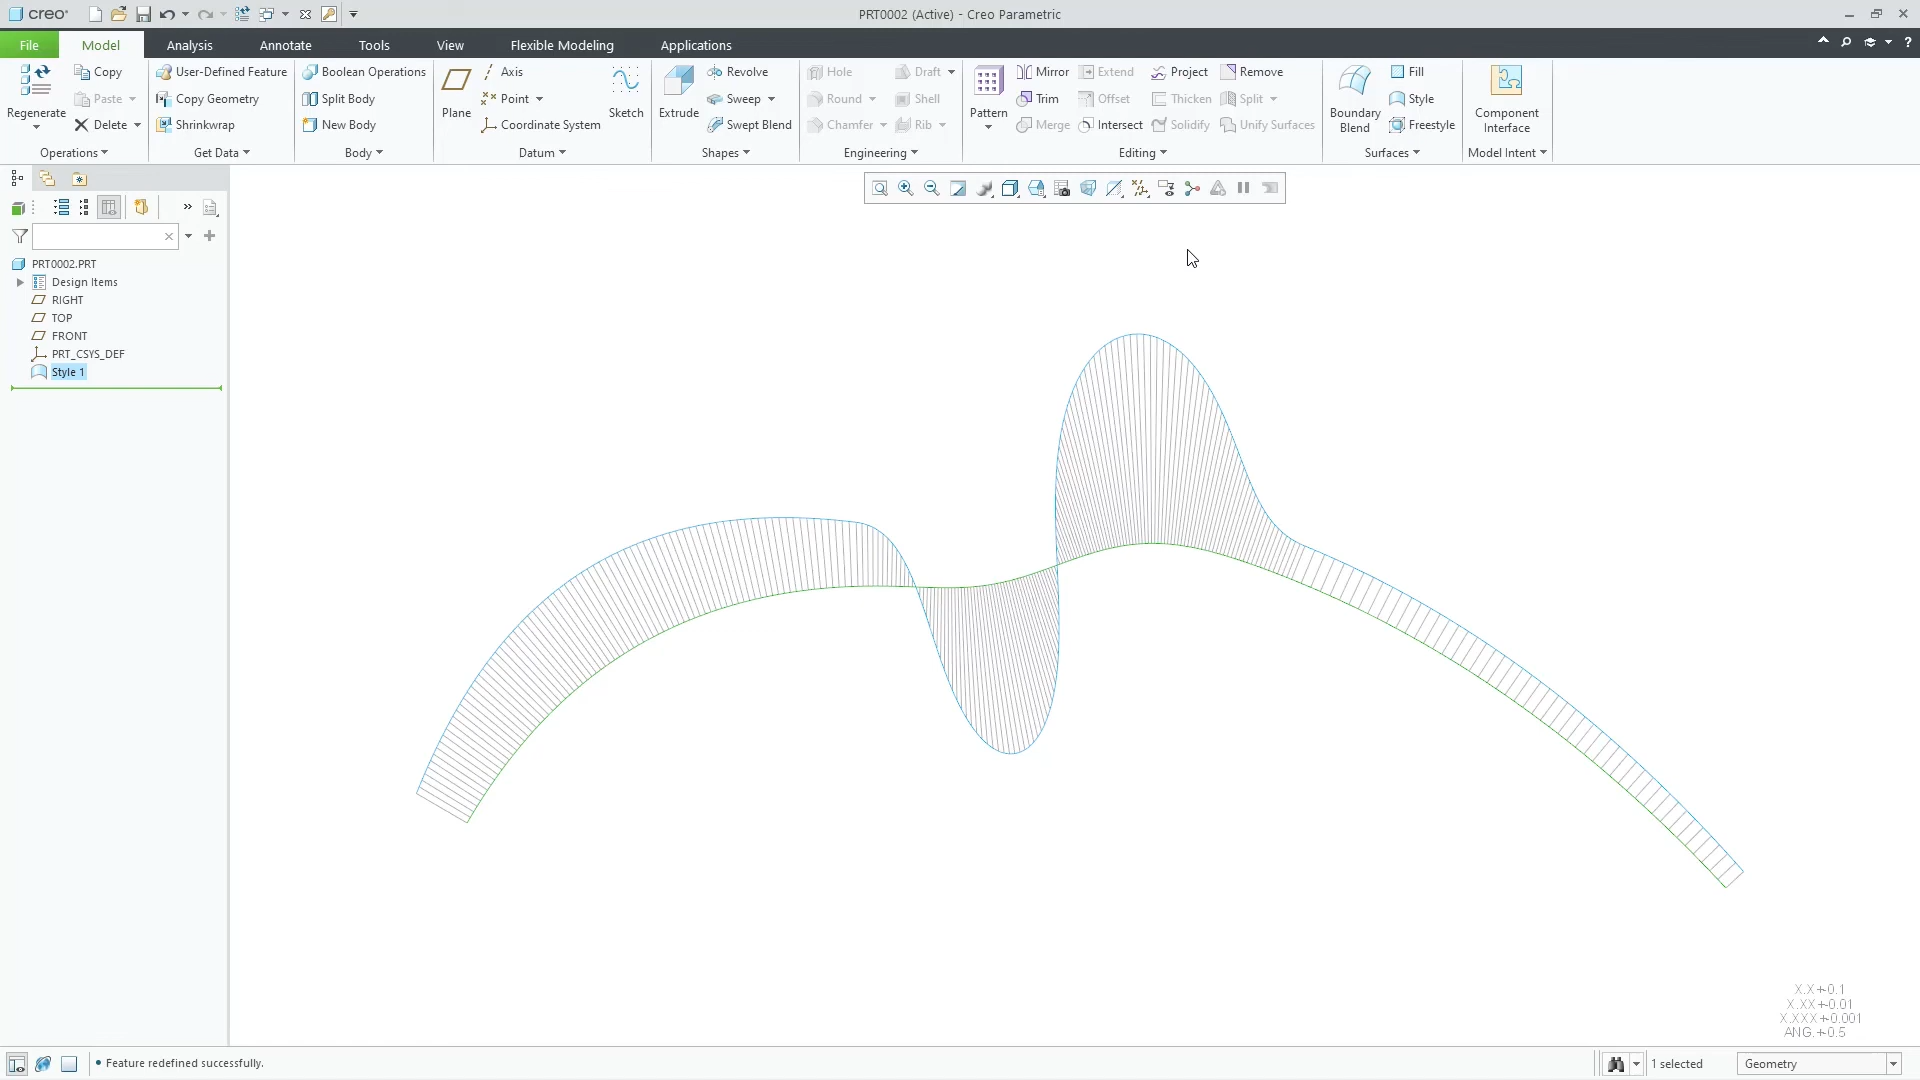 creo
PRT0002 (Active) - Creo Parametric
File
Model
Analysis
Annotate
Tools
View
Flexible Modeling
Applications
Regenerate
Copy
Paste
Delete
Operations
User-Defined Feature
Copy Geometry
Shrinkwrap
Get Data
Boolean Operations
Split Body
New Body
Body
Plane
Axis
Point
Coordinate System
Sketch
Datum
Extrude
Revolve
Sweep
Swept Blend
Shapes
Hole
Round
Chamfer
Draft
Shell
Rib
Engineering
Pattern
Mirror
Trim
Merge
Extend
Offset
Intersect
Project
Thicken
Solidify
Remove
Split
Unify Surfaces
Editing
Boundary
Blend
Fill
Style
Freestyle
Surfaces
Component
Interface
Model Intent
PRT0002.PRT
Design Items
RIGHT
TOP
FRONT
PRT_CSYS_DEF
Style 1
X.X+-0.1
X.XX+-0.01
X.XXX+-0.001
ANG.+-0.5
• Feature redefined successfully.
1 selected
Geometry